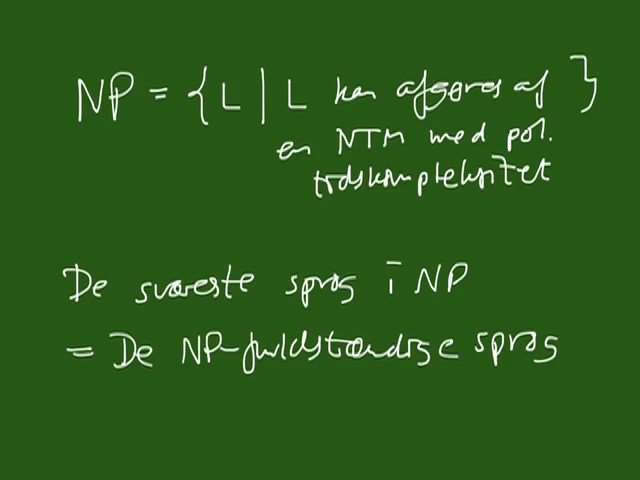 NP = { L | L kan afgøres af }
en NTM med pol.
tidskompleksitet
De sværeste sprog i NP
= De NP-fuldstændige sprog